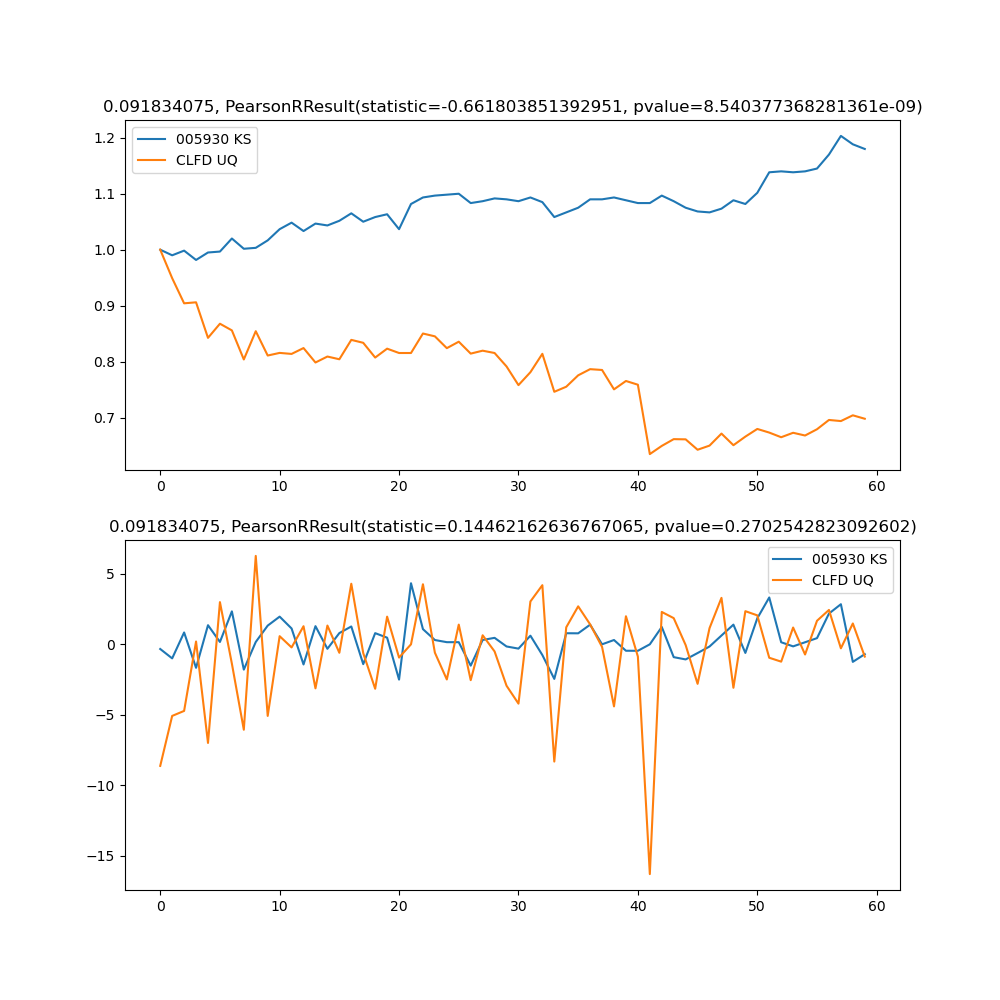 0.091834075, PearsonRResult(statistic=-0.661803851392951, pvalue=8.540377368281361e-09)
005930 KS
CLFD UQ
1.2
1.1
1.0
0.9
0.8
0.7
0 10 20 30 40 50 60
0.091834075, PearsonRResult(statistic=0.14462162636767065, pvalue=0.2702542823092602)
005930 KS
CLFD UQ
5
0
−5
−10
−15
0 10 20 30 40 50 60